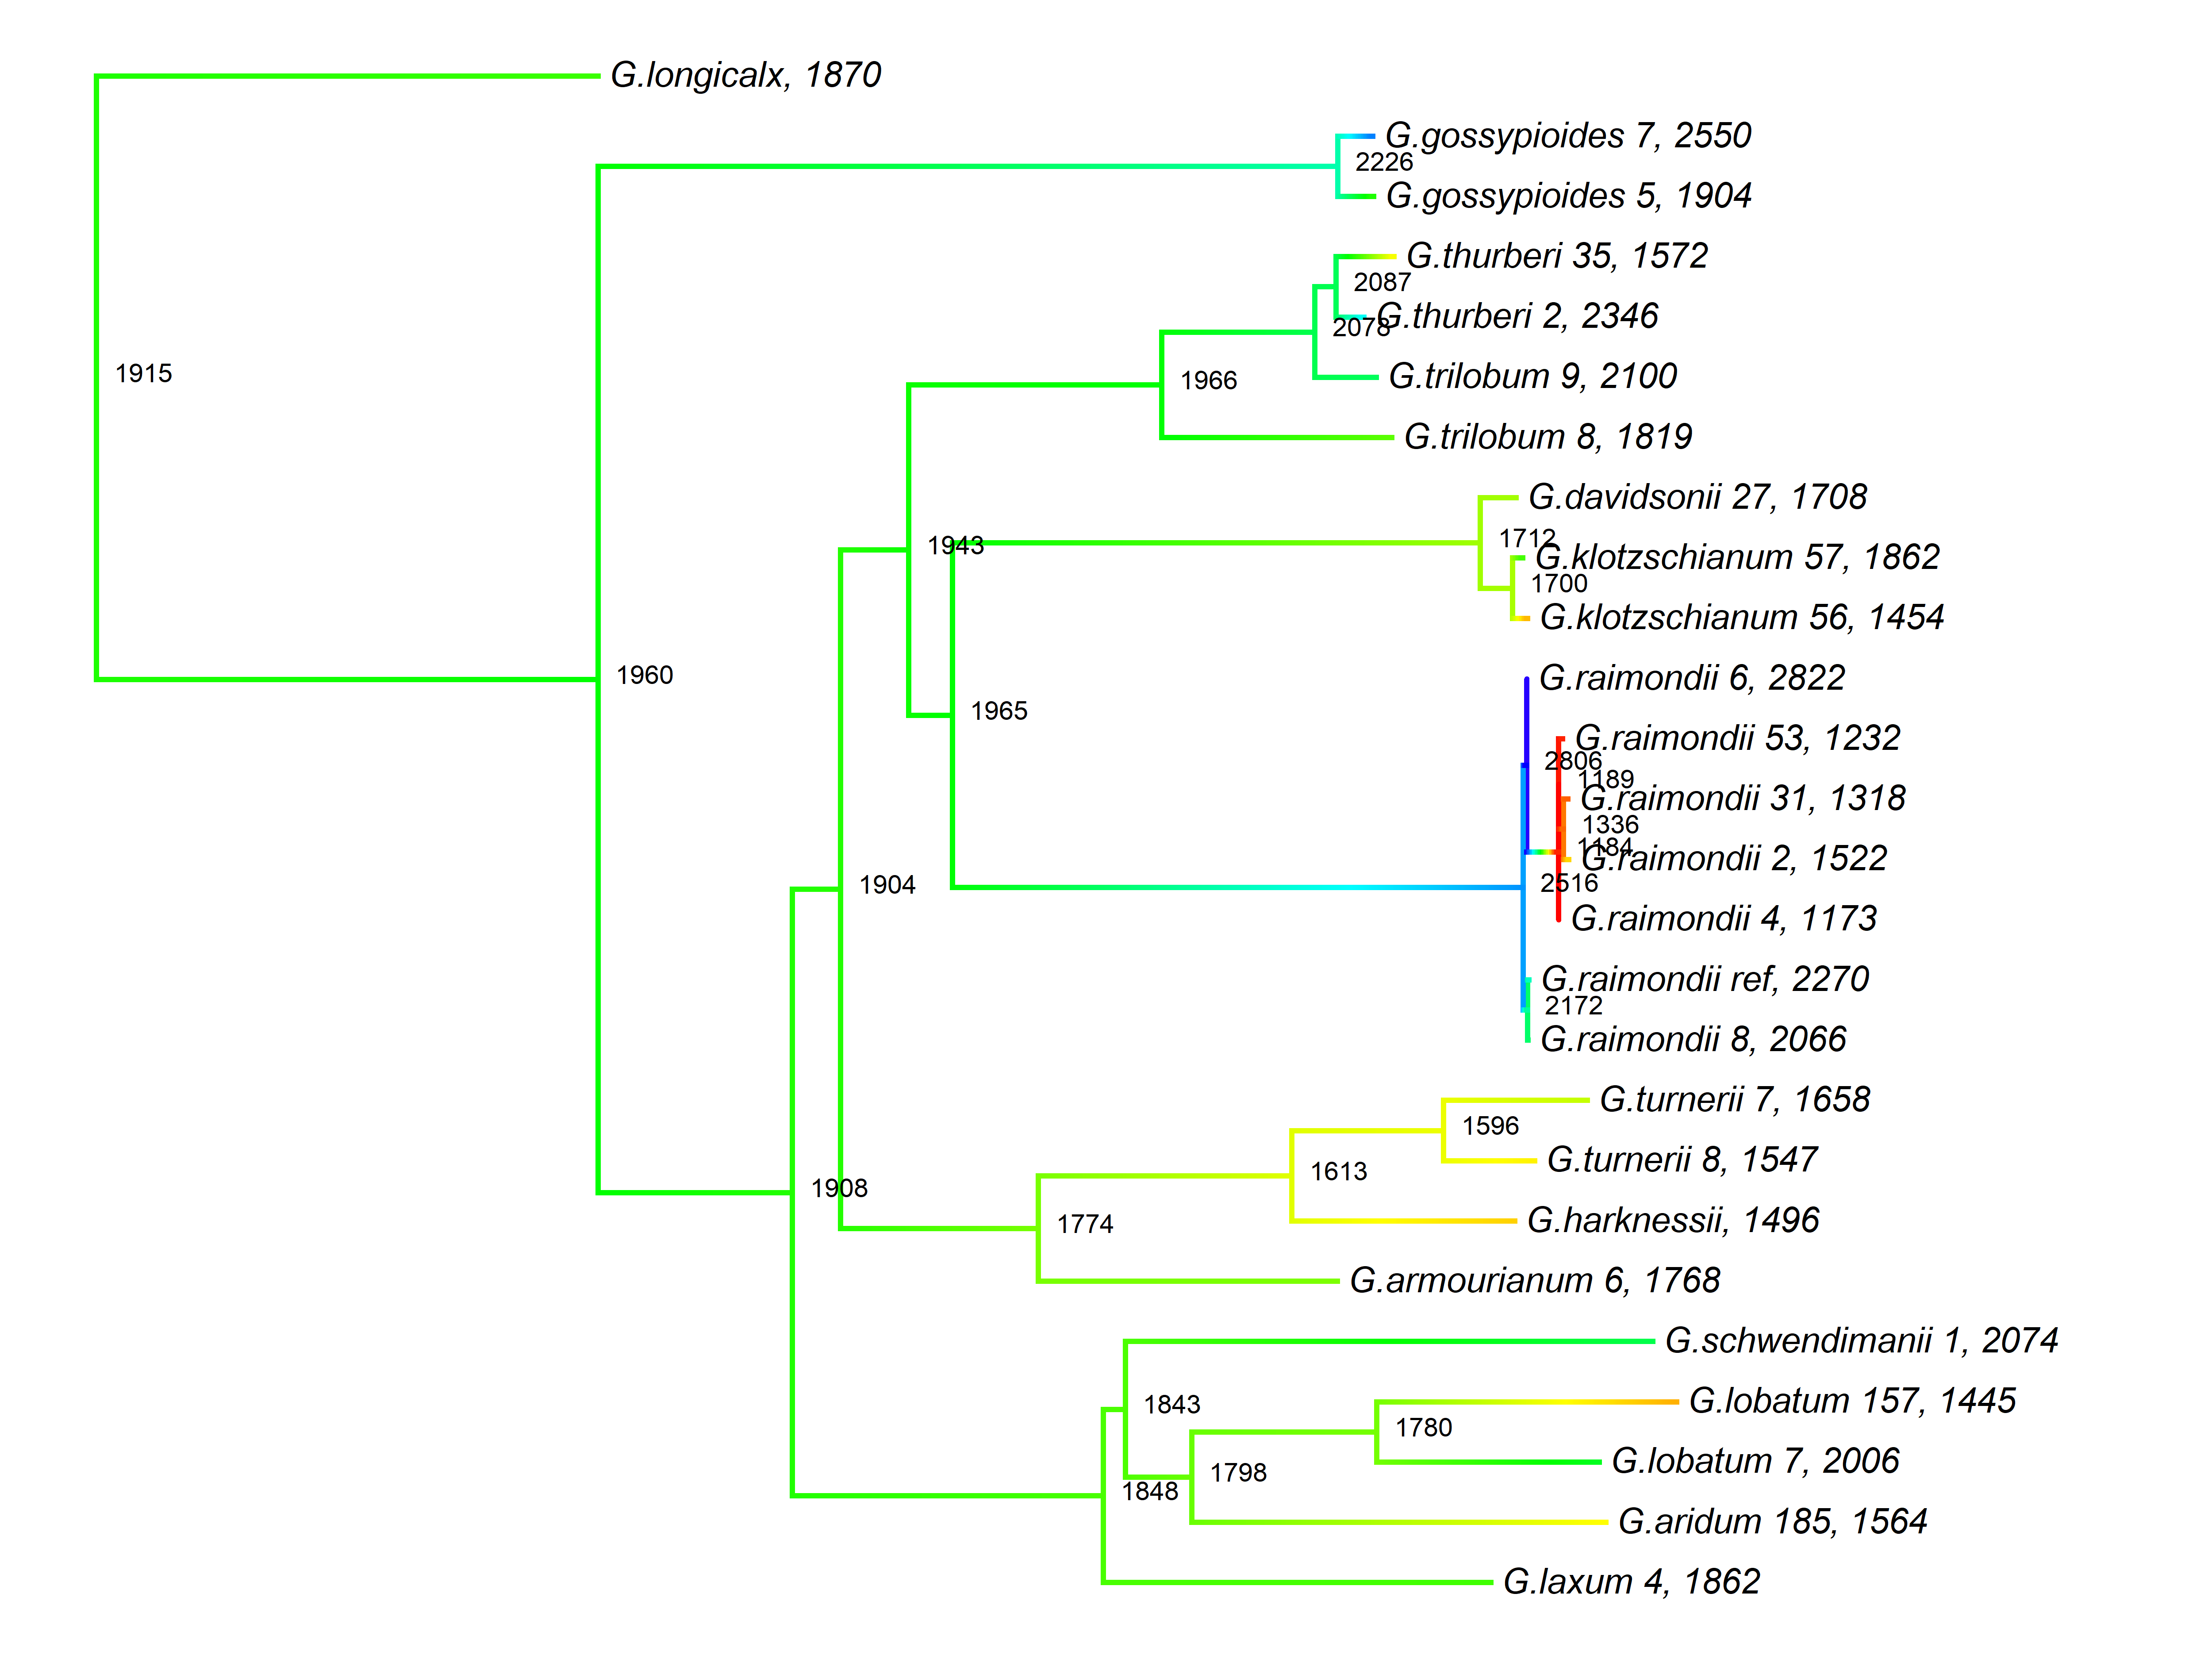 G.longicalx, 1870
G.gossypioides 7, 2550
2226
G.gossypioides 5, 1904
G.thurberi 35, 1572
2087
G.thurberi 2, 2346
2078
1915
G.trilobum 9, 2100
1966
G.trilobum 8, 1819
G.davidsonii 27, 1708
1712
1943
G.klotzschianum 57, 1862
1700
G.klotzschianum 56, 1454
1960
G.raimondii 6, 2822
1965
G.raimondii 53, 1232
2806
1189
G.raimondii 31, 1318
1336
1184
G.raimondii 2, 1522
1904
2516
G.raimondii 4, 1173
G.raimondii ref, 2270
2172
G.raimondii 8, 2066
G.turnerii 7, 1658
1596
G.turnerii 8, 1547
1613
1908
G.harknessii, 1496
1774
G.armourianum 6, 1768
G.schwendimanii 1, 2074
G.lobatum 157, 1445
1843
1780
G.lobatum 7, 2006
1798
1848
G.aridum 185, 1564
G.laxum 4, 1862